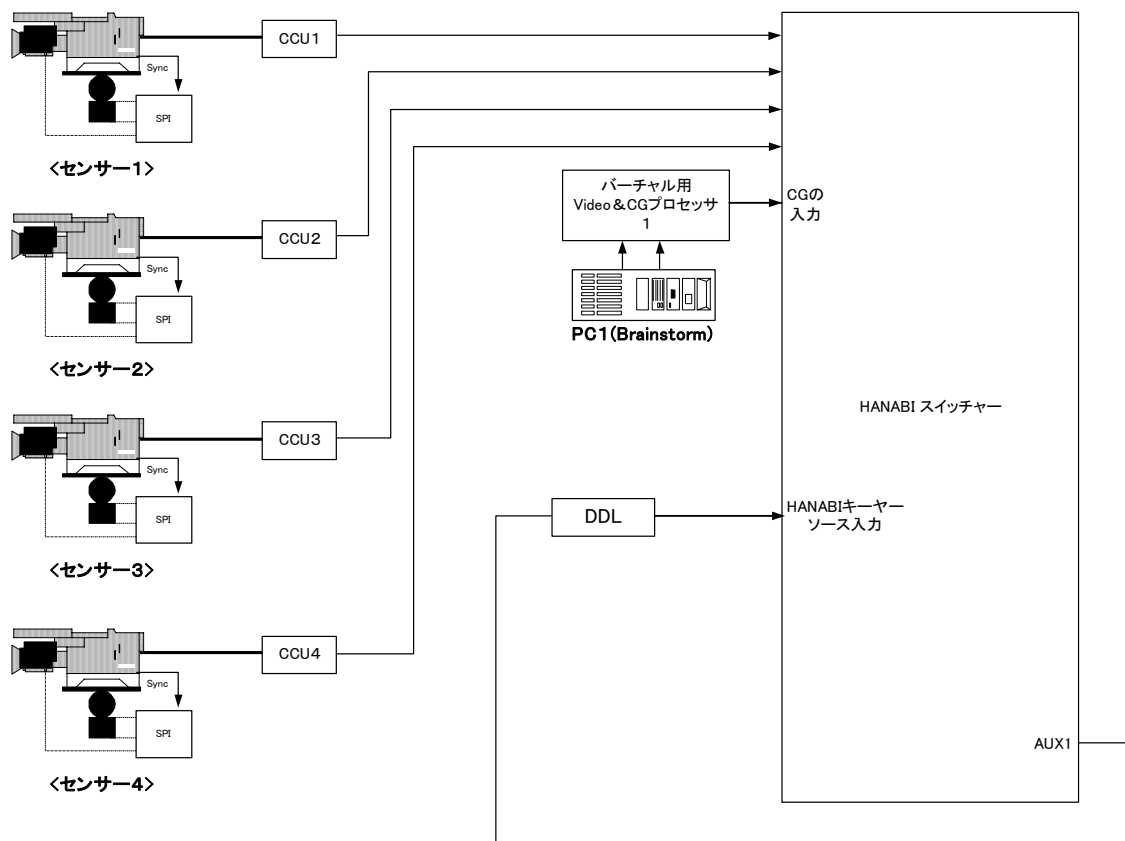 CCU1
Sync
SPI
<センサー1>
バーチャル用
Video&CGプロセッサ
1
CGの
入力
CCU2
Sync
SPI
<センサー2>
PC1(Brainstorm)
HANABI スイッチャー
CCU3
Sync
SPI
<センサー3>
DDL
HANABIキーヤー
ソース入力
CCU4
Sync
SPI
<センサー4>
AUX1